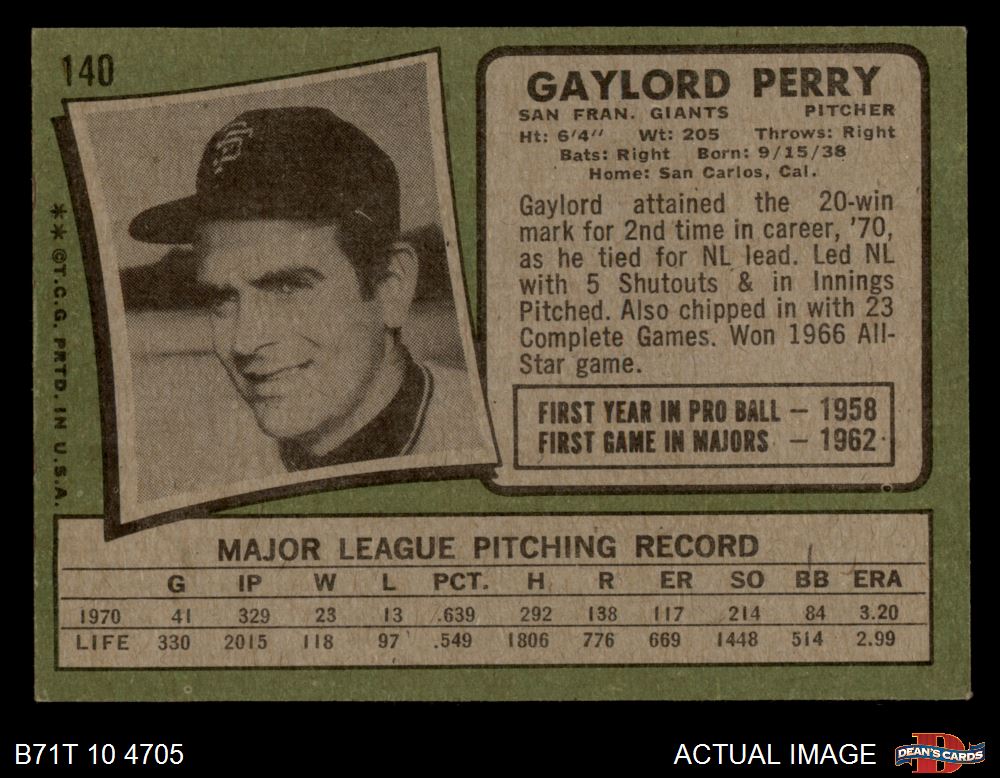 140
GAYLORD PERRY
SAN FRAN. GIANTS PITCHER
Ht: 6'4" Wt: 205 Throws: Right
Bats: Right Born: 9/15/38
Home: San Carlos, Cal.
Gaylord attained the 20-win
mark for 2nd time in career, '70,
as he tied for NL lead. Led NL
with 5 Shutouts & in Innings
Pitched. Also chipped in with 23
Complete Games. Won 1966 All-
Star game.
FIRST YEAR IN PRO BALL — 1958
FIRST GAME IN MAJORS — 1962
**©T.C.G. PRTD. IN U.S.A.
MAJOR LEAGUE PITCHING RECORD
G IP W L PCT. H R ER SO BB ERA
1970 41 329 23 13 .639 292 138 117 214 84 3.20
LIFE 330 2015 118 97 .549 1806 776 669 1448 514 2.99
B71T 10 4705
ACTUAL IMAGE
D
DEAN'S CARDS